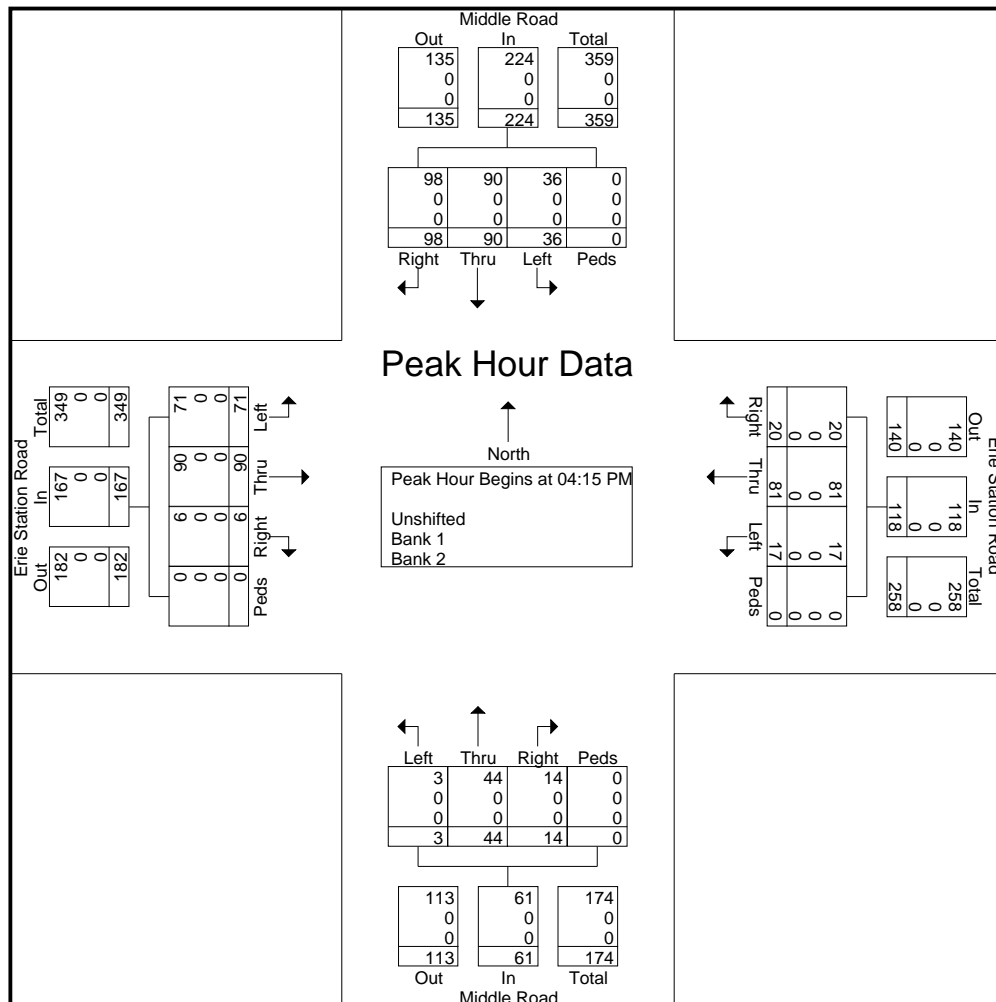 Middle Road
Out In Total
135 224 359
0 0 0
0 0 0
135 224 359
98 90 36 0
0 0 0 0
0 0 0 0
98 90 36 0
Right Thru Left Peds
Peak Hour Data
North
Peak Hour Begins at 04:15 PM
Unshifted
Bank 1
Bank 2
Erie Station Road
Out In Total
182 167 349
0 0 0
0 0 0
182 167 349
Peds Right Thru Left
0 6 90 71
0 0 0 0
0 0 0 0
0 6 90 71
Erie Station Road
Out In Total
140 118 258
0 0 0
0 0 0
140 118 258
20 81 17 0
0 0 0 0
0 0 0 0
20 81 17 0
Right Thru Left Peds
Left Thru Right Peds
3 44 14 0
0 0 0 0
0 0 0 0
3 44 14 0
113 61 174
0 0 0
0 0 0
113 61 174
Out In Total
Middle Road